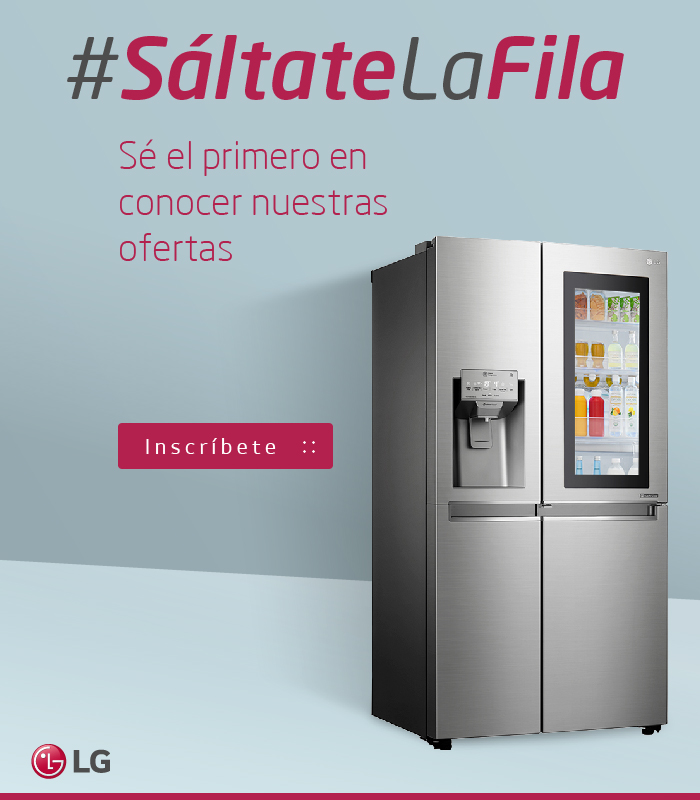 #SáltateLaFila
Sé el primero en
conocer nuestras
ofertas
Inscríbete
LG